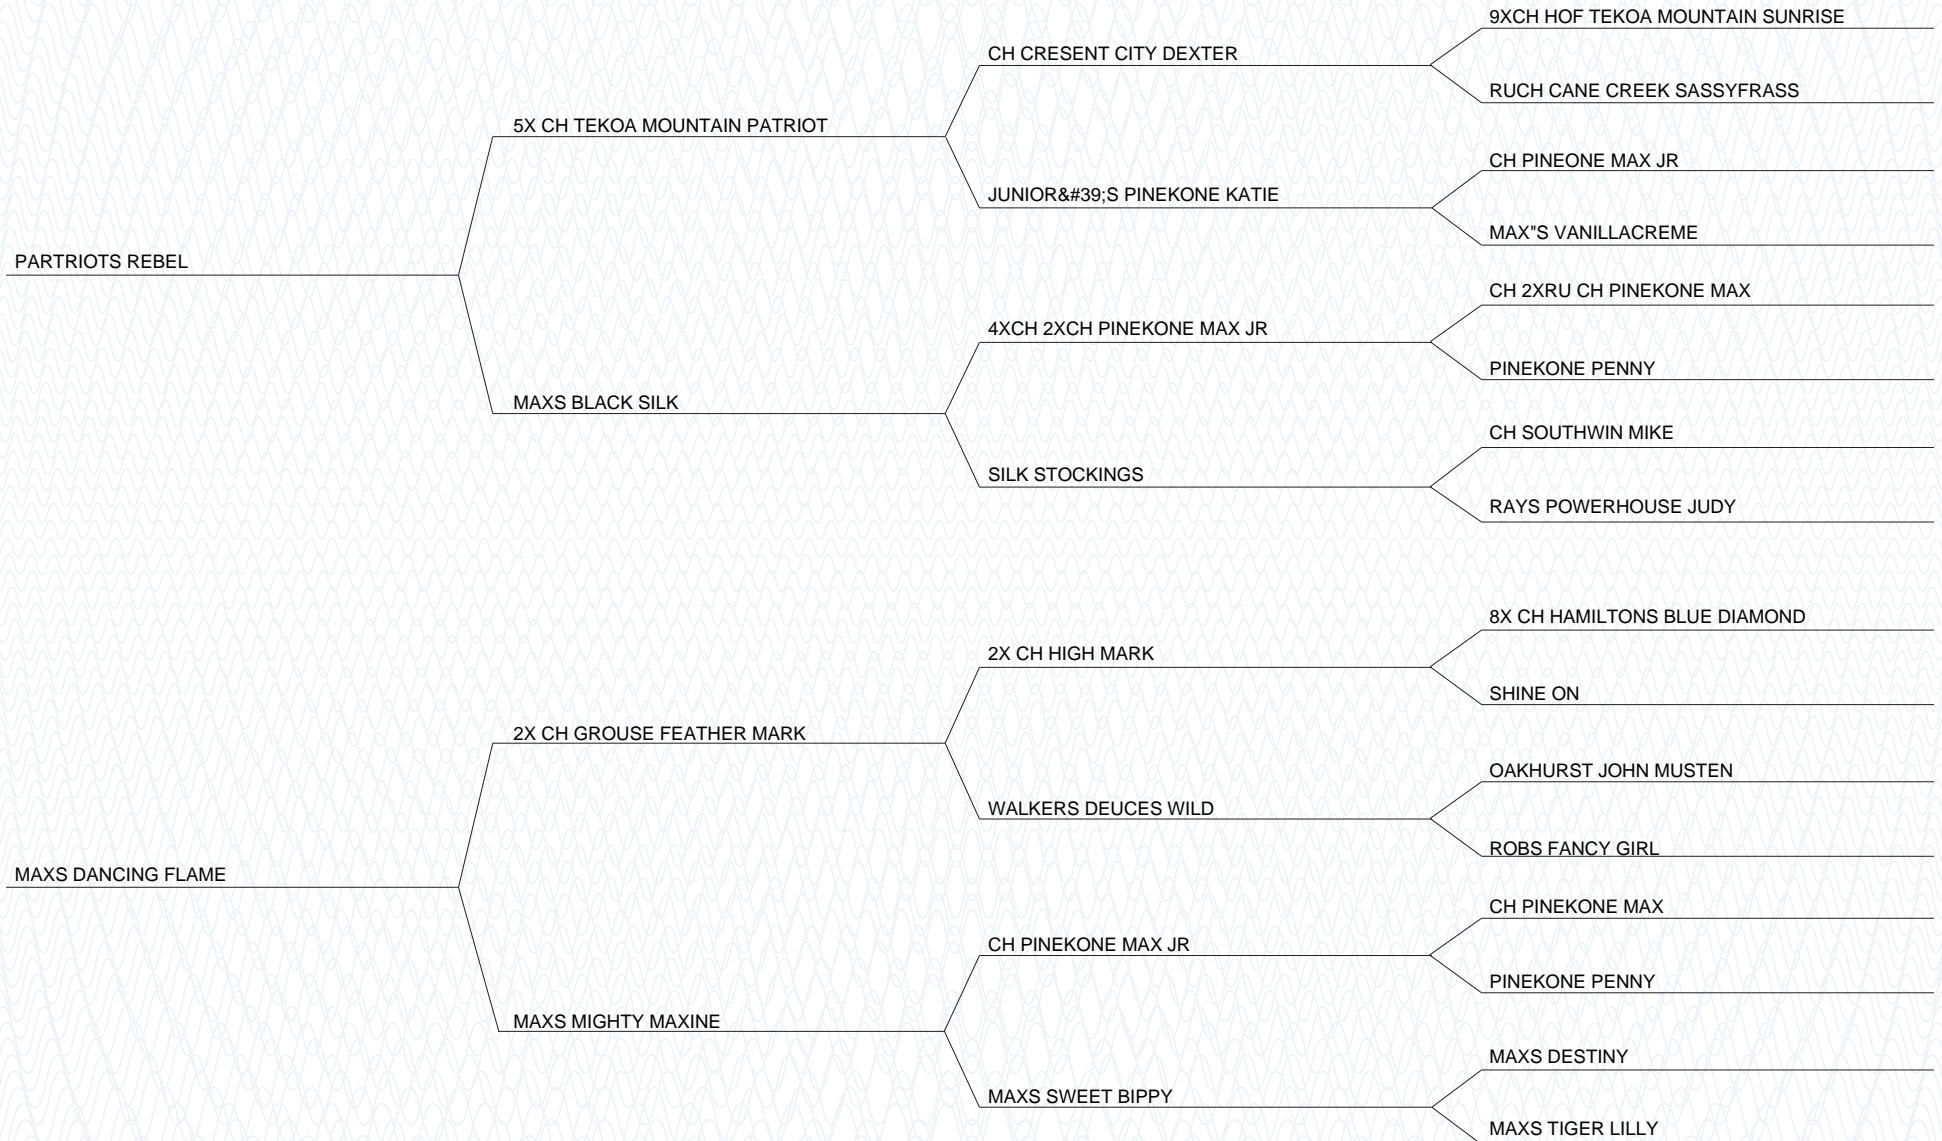 9XCH HOF TEKOA MOUNTAIN SUNRISE
CH CRESENT CITY DEXTER
RUCH CANE CREEK SASSYFRASS
5X CH TEKOA MOUNTAIN PATRIOT
CH PINEONE MAX JR
JUNIOR&#39;S PINEKONE KATIE
MAX"S VANILLACREME
PARTRIOTS REBEL
CH 2XRU CH PINEKONE MAX
4XCH 2XCH PINEKONE MAX JR
PINEKONE PENNY
MAXS BLACK SILK
CH SOUTHWIN MIKE
SILK STOCKINGS
RAYS POWERHOUSE JUDY
8X CH HAMILTONS BLUE DIAMOND
2X CH HIGH MARK
SHINE ON
2X CH GROUSE FEATHER MARK
OAKHURST JOHN MUSTEN
WALKERS DEUCES WILD
ROBS FANCY GIRL
MAXS DANCING FLAME
CH PINEKONE MAX
CH PINEKONE MAX JR
PINEKONE PENNY
MAXS MIGHTY MAXINE
MAXS DESTINY
MAXS SWEET BIPPY
MAXS TIGER LILLY